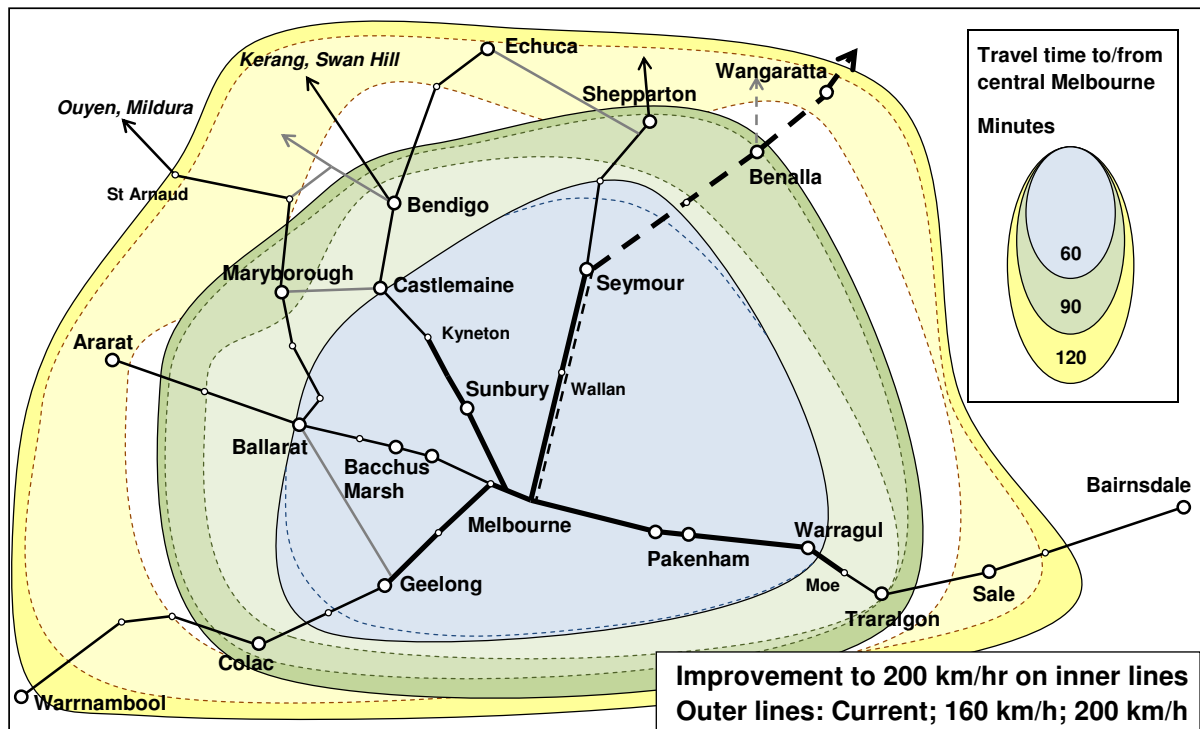 Echuca
Kerang, Swan Hill
Wangaratta
Ouyen, Mildura
Shepparton
St Arnaud
Benalla
Bendigo
Maryborough
Castlemaine
Seymour
Kyneton
Ararat
Sunbury
Wallan
Ballarat
Bacchus
Marsh
Melbourne
Bairnsdale
Warragul
Pakenham
Geelong
Moe
Sale
Traralgon
Colac
Warrnambool
Travel time to/from
central Melbourne
Minutes
60
90
120
Improvement to 200 km/hr on inner lines
Outer lines: Current; 160 km/h; 200 km/h